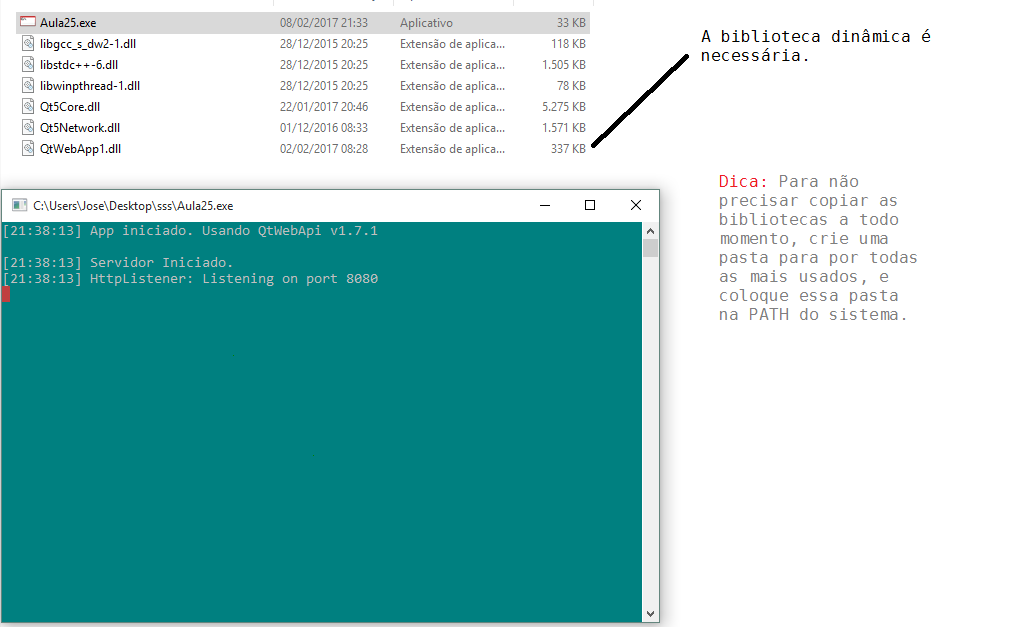 Aula25.exe 08/02/2017 21:33 Aplicativo 33 KB
libgcc_s_dw2-1.dll 28/12/2015 20:25 Extensão de aplica... 118 KB
libstdc++-6.dll 28/12/2015 20:25 Extensão de aplica... 1.505 KB
libwinpthread-1.dll 28/12/2015 20:25 Extensão de aplica... 78 KB
Qt5Core.dll 22/01/2017 20:46 Extensão de aplica... 5.275 KB
Qt5Network.dll 01/12/2016 08:33 Extensão de aplica... 1.571 KB
QtWebApp1.dll 02/02/2017 08:28 Extensão de aplica... 337 KB
A biblioteca dinâmica é
necessária.
Dica: Para não
precisar copiar as
bibliotecas a todo
momento, crie uma
pasta para por todas
as mais usados, e
coloque essa pasta
na PATH do sistema.
C:\Users\Jose\Desktop\sss\Aula25.exe
[21:38:13] App iniciado. Usando QtWebApi v1.7.1
[21:38:13] Servidor Iniciado.
[21:38:13] HttpListener: Listening on port 8080